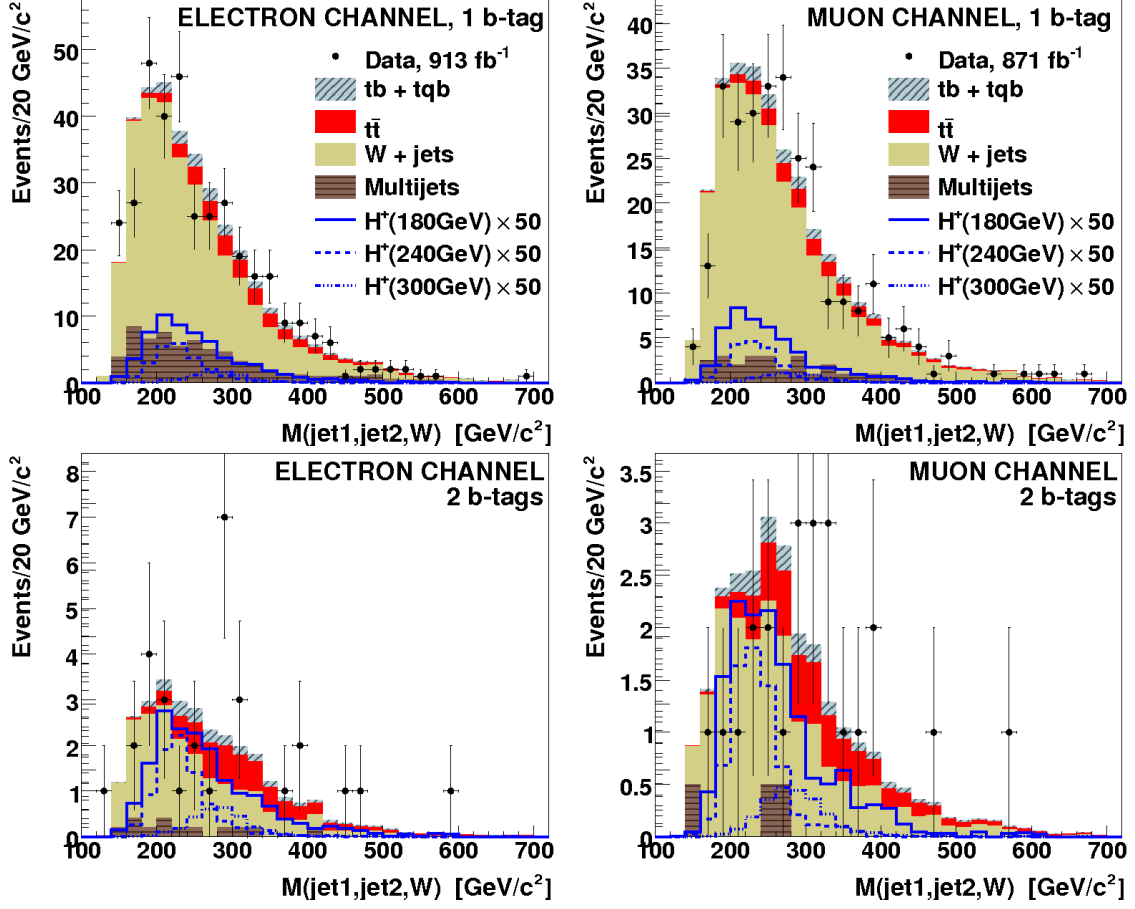 ELECTRON CHANNEL, 1 b-tag
Events/20 GeV/c²
50
40
30
20
10
0
Data, 913 fb⁻¹
tb + tqb
tt̄
W + jets
Multijets
H⁺(180GeV) × 50
H⁺(240GeV) × 50
H⁺(300GeV) × 50
100 200 300 400 500 600 700
M(jet1,jet2,W) [GeV/c²]
MUON CHANNEL, 1 b-tag
Events/20 GeV/c²
40
35
30
25
20
15
10
5
0
Data, 871 fb⁻¹
tb + tqb
tt̄
W + jets
Multijets
H⁺(180GeV) × 50
H⁺(240GeV) × 50
H⁺(300GeV) × 50
100 200 300 400 500 600 700
M(jet1,jet2,W) [GeV/c²]
ELECTRON CHANNEL
2 b-tags
Events/20 GeV/c²
8
7
6
5
4
3
2
1
0
100 200 300 400 500 600 700
M(jet1,jet2,W) [GeV/c²]
MUON CHANNEL
2 b-tags
Events/20 GeV/c²
3.5
3
2.5
2
1.5
1
0.5
0
100 200 300 400 500 600 700
M(jet1,jet2,W) [GeV/c²]